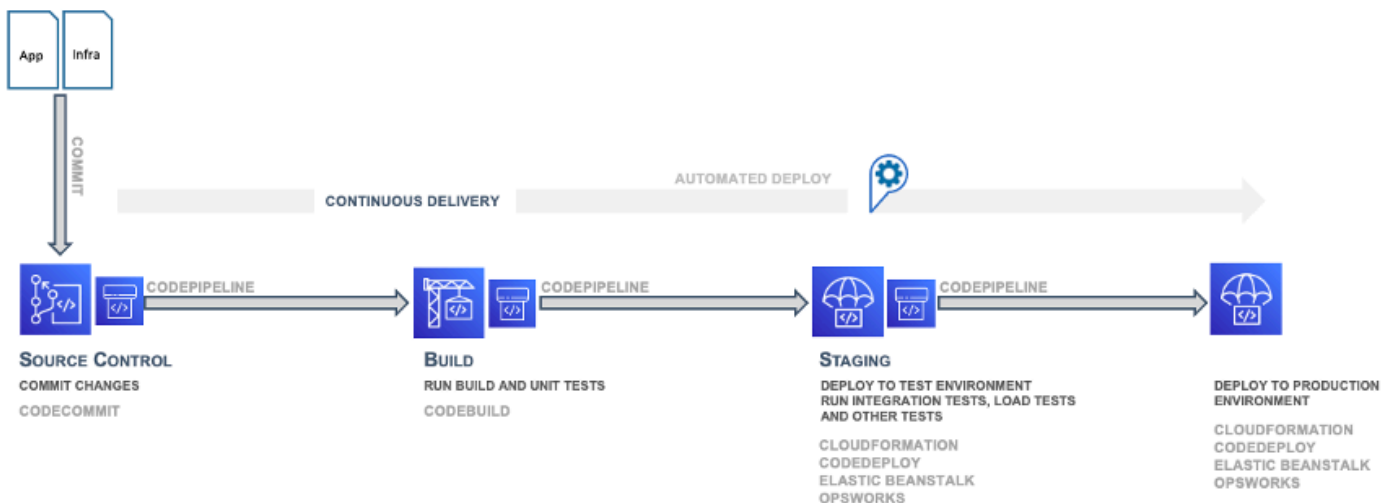 App
Infra
COMMIT
AUTOMATED DEPLOY
CONTINUOUS DELIVERY
CODEPIPELINE
CODEPIPELINE
CODEPIPELINE
SOURCE CONTROL
COMMIT CHANGES
CODECOMMIT
BUILD
RUN BUILD AND UNIT TESTS
CODEBUILD
STAGING
DEPLOY TO TEST ENVIRONMENT
RUN INTEGRATION TESTS, LOAD TESTS
AND OTHER TESTS
CLOUDFORMATION
CODEDEPLOY
ELASTIC BEANSTALK
OPSWORKS
DEPLOY TO PRODUCTION
ENVIRONMENT
CLOUDFORMATION
CODEDEPLOY
ELASTIC BEANSTALK
OPSWORKS